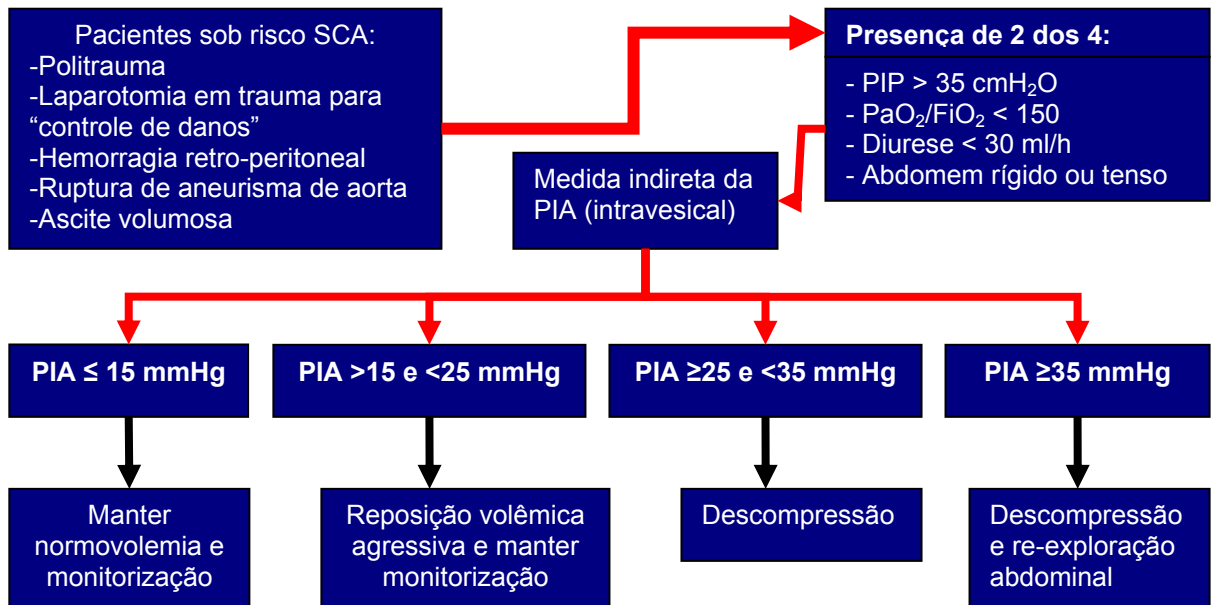 Pacientes sob risco SCA:
-Politrauma
-Laparotomia em trauma para
“controle de danos”
-Hemorragia retro-peritoneal
-Ruptura de aneurisma de aorta
-Ascite volumosa
Presença de 2 dos 4:
- PIP > 35 cmH₂O
- PaO₂/FiO₂ < 150
- Diurese < 30 ml/h
- Abdomem rígido ou tenso
Medida indireta da
PIA (intravesical)
PIA ≤ 15 mmHg
PIA >15 e <25 mmHg
PIA ≥25 e <35 mmHg
PIA ≥35 mmHg
Manter
normovolemia e
monitorização
Reposição volêmica
agressiva e manter
monitorização
Descompressão
Descompressão
e re-exploração
abdominal